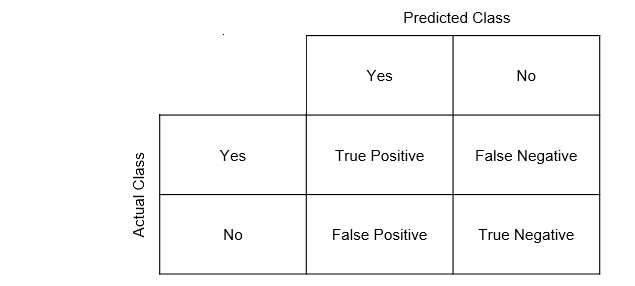 Predicted Class
Yes
No
Actual Class
Yes
True Positive
False Negative
No
False Positive
True Negative